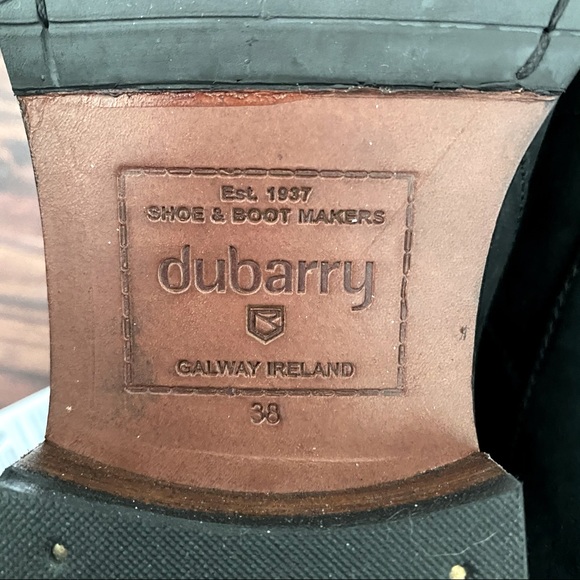 Est. 1937
SHOE & BOOT MAKERS
dubarry
GALWAY IRELAND
38